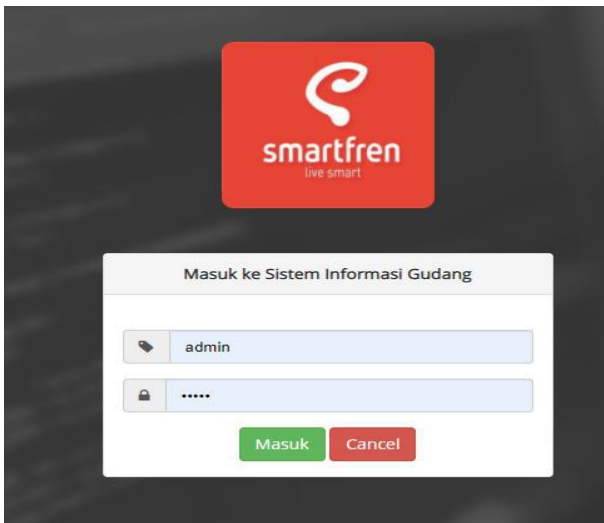 smartfren
live smart
Masuk ke Sistem Informasi Gudang
admin
•••••
Masuk Cancel